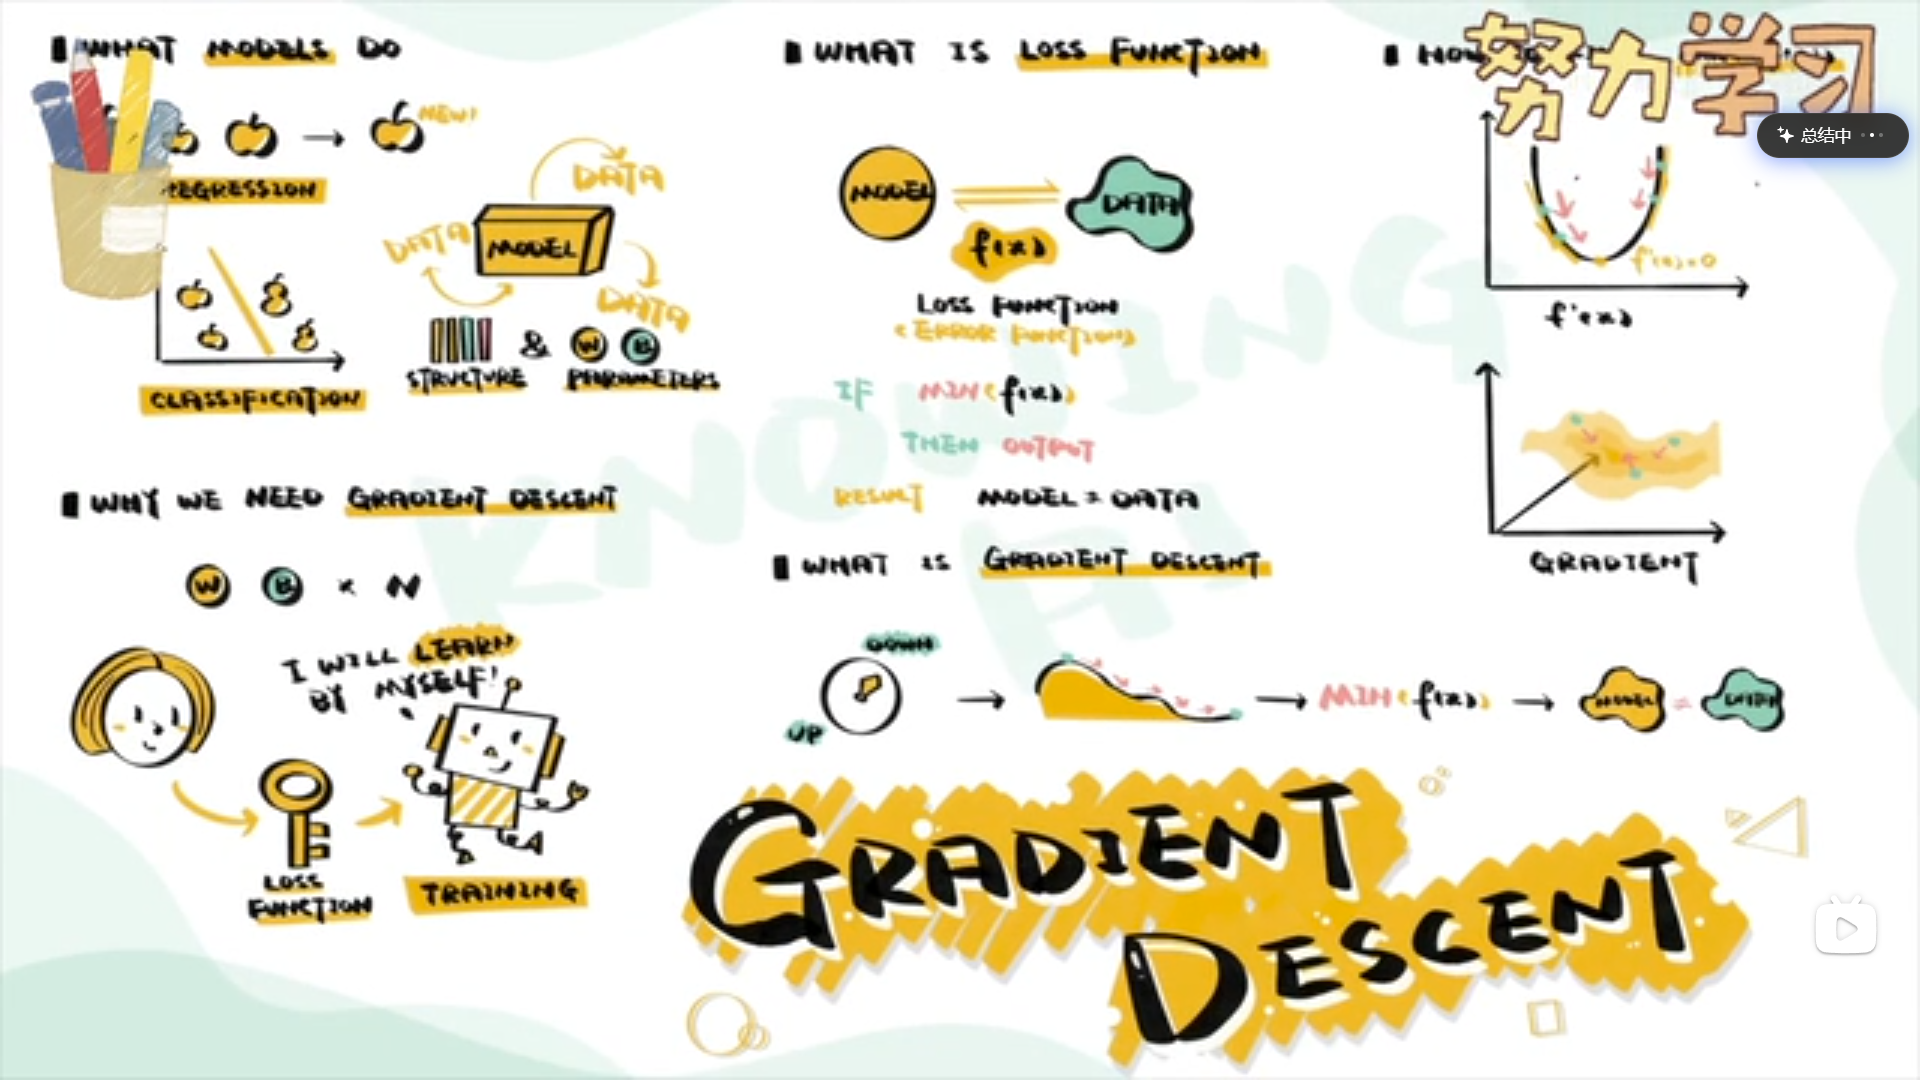 WHAT MODELS DO
NEW!
REGRESSION
DATA
DATA
MODEL
DATA
STRUCTURE & W B PARAMETERS
CLASSIFICATION
WHY WE NEED GRADIENT DESCENT
W B × N
I WILL LEARN
BY MYSELF!
LOSS
FUNCTION
TRAINING
WHAT IS LOSS FUNCTION
MODEL
DATA
f(x)
LOSS FUNCTION
(ERROR FUNCTION)
IF MIN(f(x))
THEN OUTPUT
RESULT MODEL ≈ DATA
WHAT IS GRADIENT DESCENT
DOWN
UP
MIN(f(x))
MODEL = DATA
努力学习
总结中 ···
f'(x)=0
f'(x)
GRADIENT
KNOWING
AI
GRADIENT
DESCENT